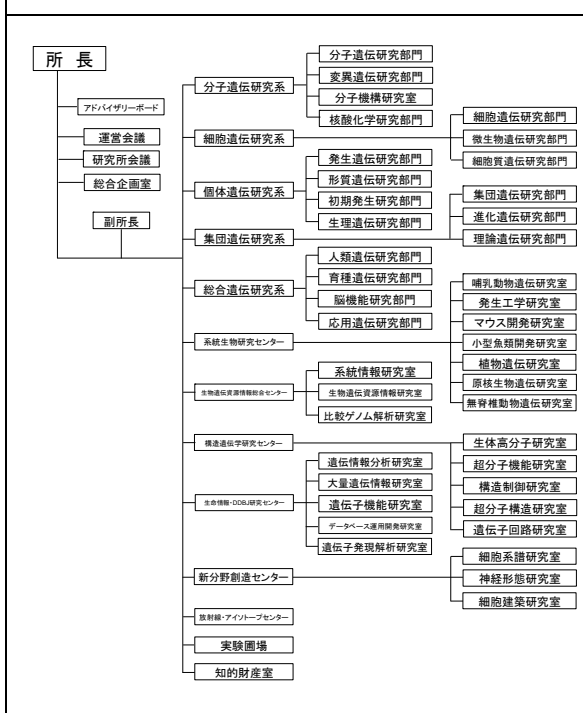 所　長
アドバイザリーボード
運営会議
研究所会議
総合企画室
副所長
分子遺伝研究系
分子遺伝研究部門
変異遺伝研究部門
分子機構研究室
核酸化学研究部門
細胞遺伝研究系
細胞遺伝研究部門
微生物遺伝研究部門
細胞質遺伝研究部門
個体遺伝研究系
発生遺伝研究部門
形質遺伝研究部門
初期発生研究部門
生理遺伝研究部門
集団遺伝研究系
集団遺伝研究部門
進化遺伝研究部門
理論遺伝研究部門
総合遺伝研究系
人類遺伝研究部門
育種遺伝研究部門
脳機能研究部門
応用遺伝研究部門
系統生物研究センター
哺乳動物遺伝研究室
発生工学研究室
マウス開発研究室
小型魚類開発研究室
植物遺伝研究室
原核生物遺伝研究室
無脊椎動物遺伝研究室
生物遺伝資源情報総合センター
系統情報研究室
生物遺伝資源情報研究室
比較ゲノム解析研究室
構造遺伝学研究センター
生体高分子研究室
超分子機能研究室
構造制御研究室
超分子構造研究室
遺伝子回路研究室
生命情報・DDBJ研究センター
遺伝情報分析研究室
大量遺伝情報研究室
遺伝子機能研究室
データベース運用開発研究室
遺伝子発現解析研究室
新分野創造センター
細胞系譜研究室
神経形態研究室
細胞建築研究室
放射線・アイソトープセンター
実験圃場
知的財産室